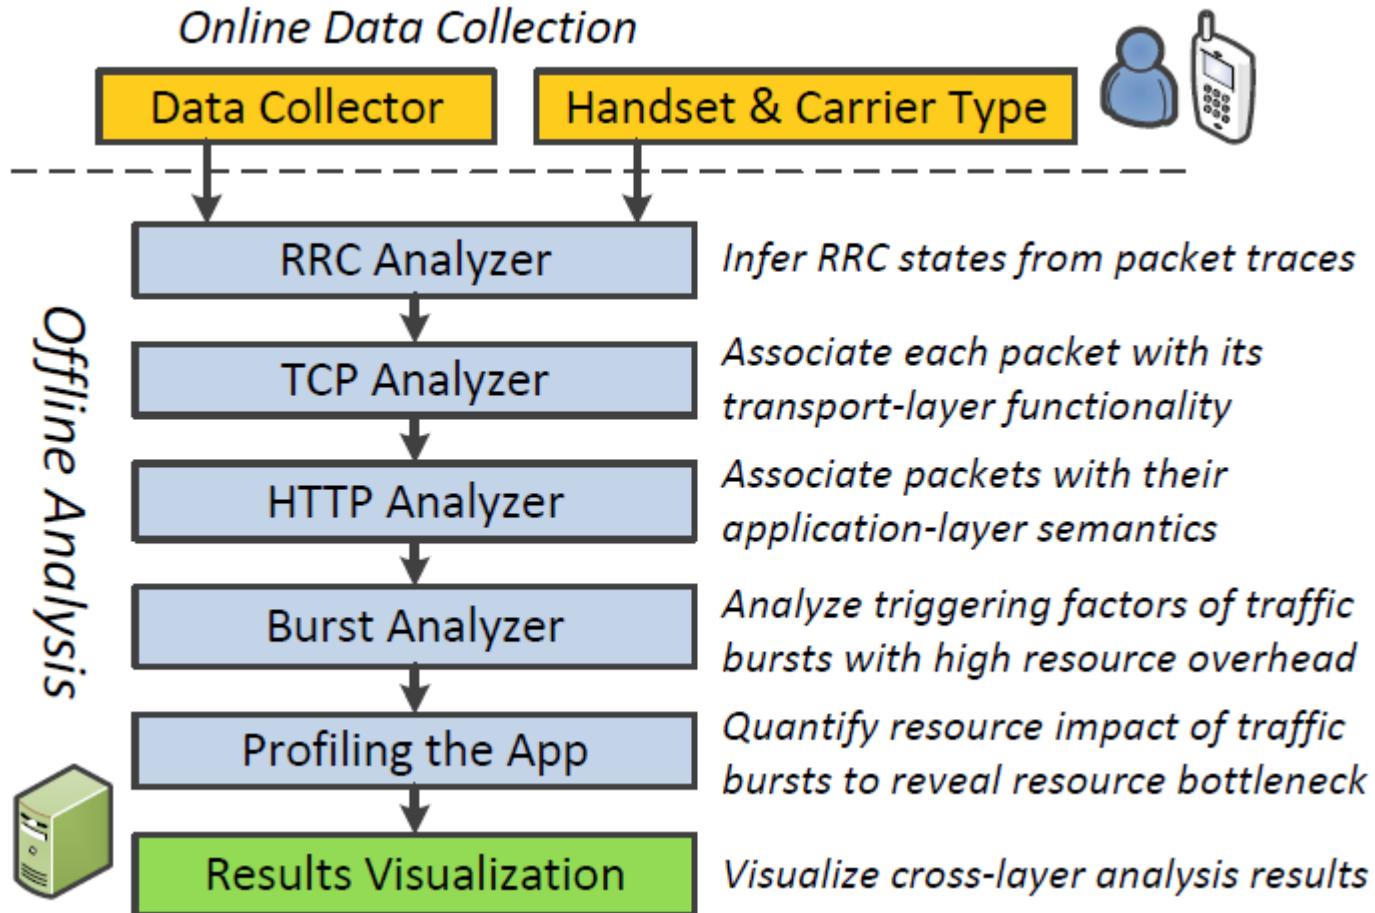 Online Data Collection
Data Collector
Handset & Carrier Type
Offline Analysis
RRC Analyzer
Infer RRC states from packet traces
TCP Analyzer
Associate each packet with its
transport-layer functionality
HTTP Analyzer
Associate packets with their
application-layer semantics
Burst Analyzer
Analyze triggering factors of traffic
bursts with high resource overhead
Profiling the App
Quantify resource impact of traffic
bursts to reveal resource bottleneck
Results Visualization
Visualize cross-layer analysis results